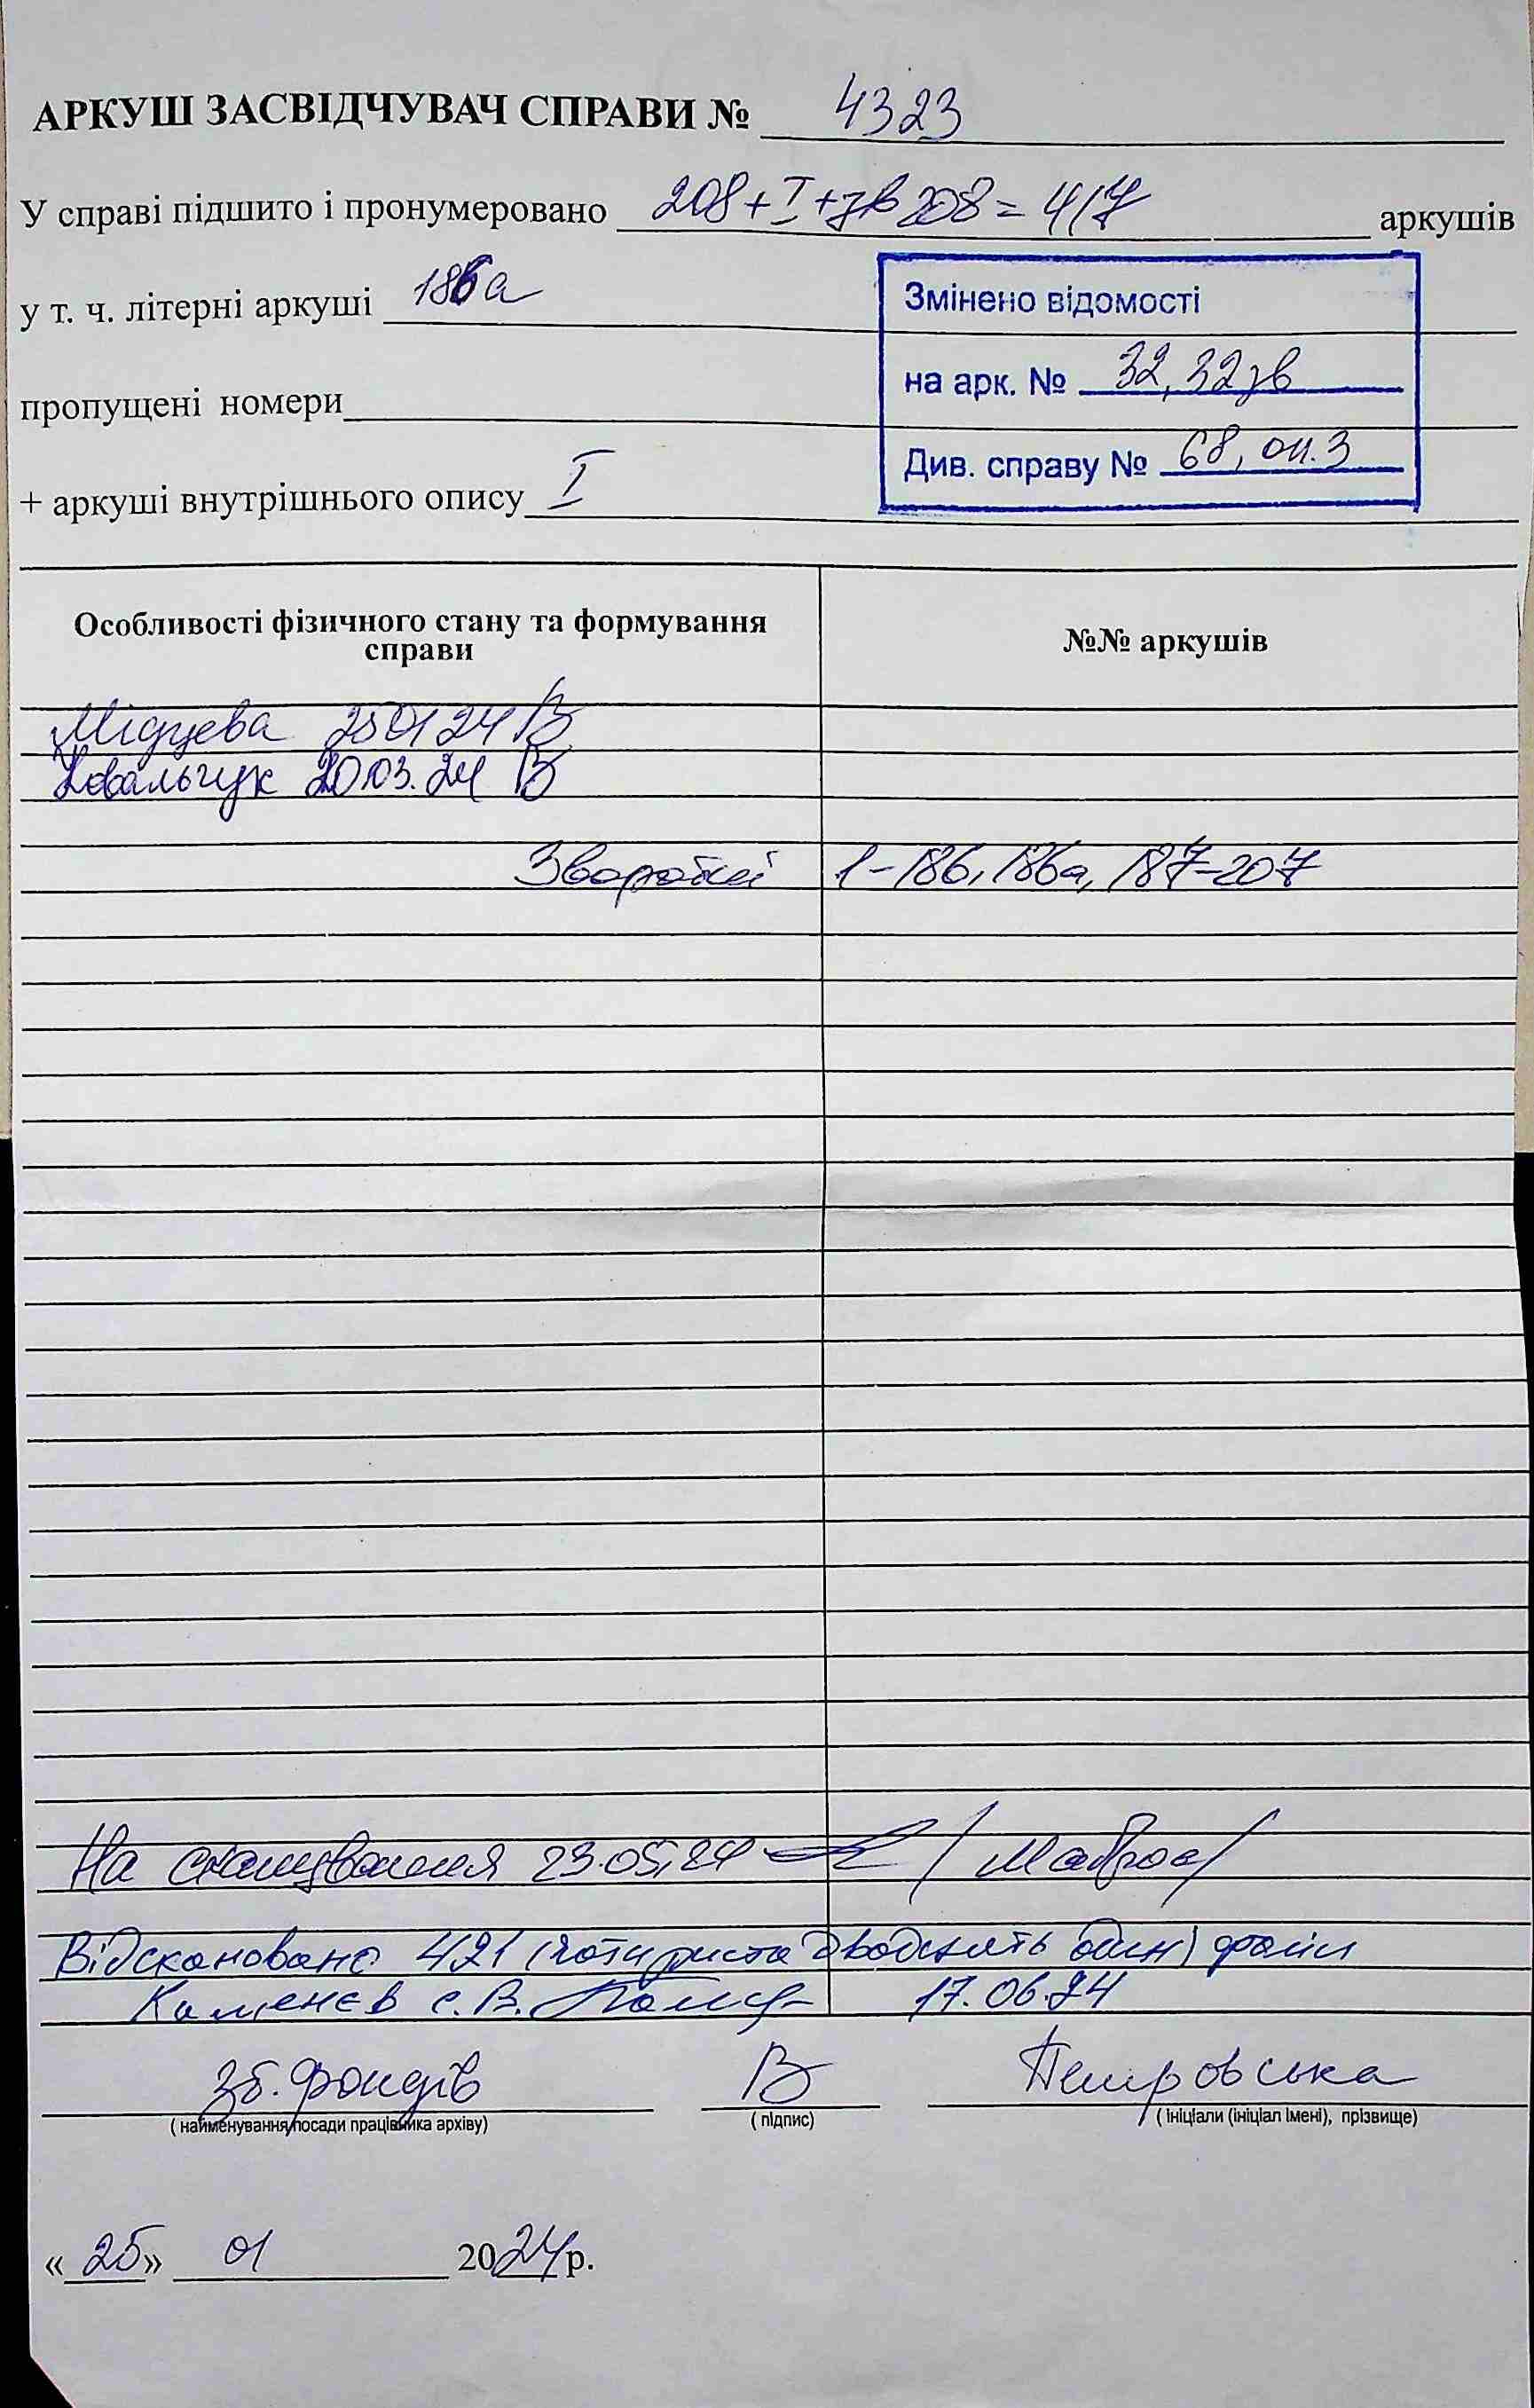 АРКУШ ЗАСВІДЧУВАЧ СПРАВИ № 4323
У справі підшито і пронумеровано 208 + I + зв 208 = 417 аркушів
у т. ч. літерні аркуші 186а
пропущені номери
+ аркуші внутрішнього опису I
Змінено відомості
на арк. № 32, 32зв
Див. справу № 68, оп.3
Особливості фізичного стану та формування справи
№№ аркушів
25 01 24
Ковальчук 20.03.24
Зворотні 1-186, 186а, 187-207
На сканування 23.05.24
Відскановано 421 (чотириста двадцять один) файл
Каменєв С.В. 17.06.24
зб. фондів В Петровська
( найменування посади працівника архіву) ( підпис) ( ініціали (ініціал імені), прізвище)
« 25 » 01 2024р.